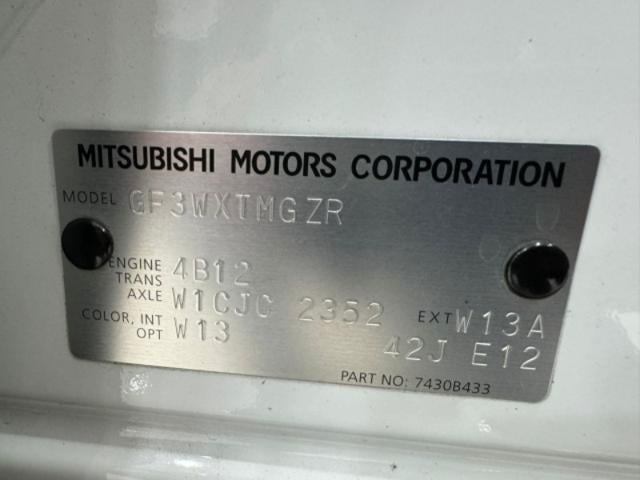 MITSUBISHI MOTORS CORPORATION
MODEL GF3WXTMGZR
ENGINE 4B12
TRANS AXLE W1CJC 2352 EXT W13A
COLOR, INT OPT W13 42J E12
PART NO: 7430B433